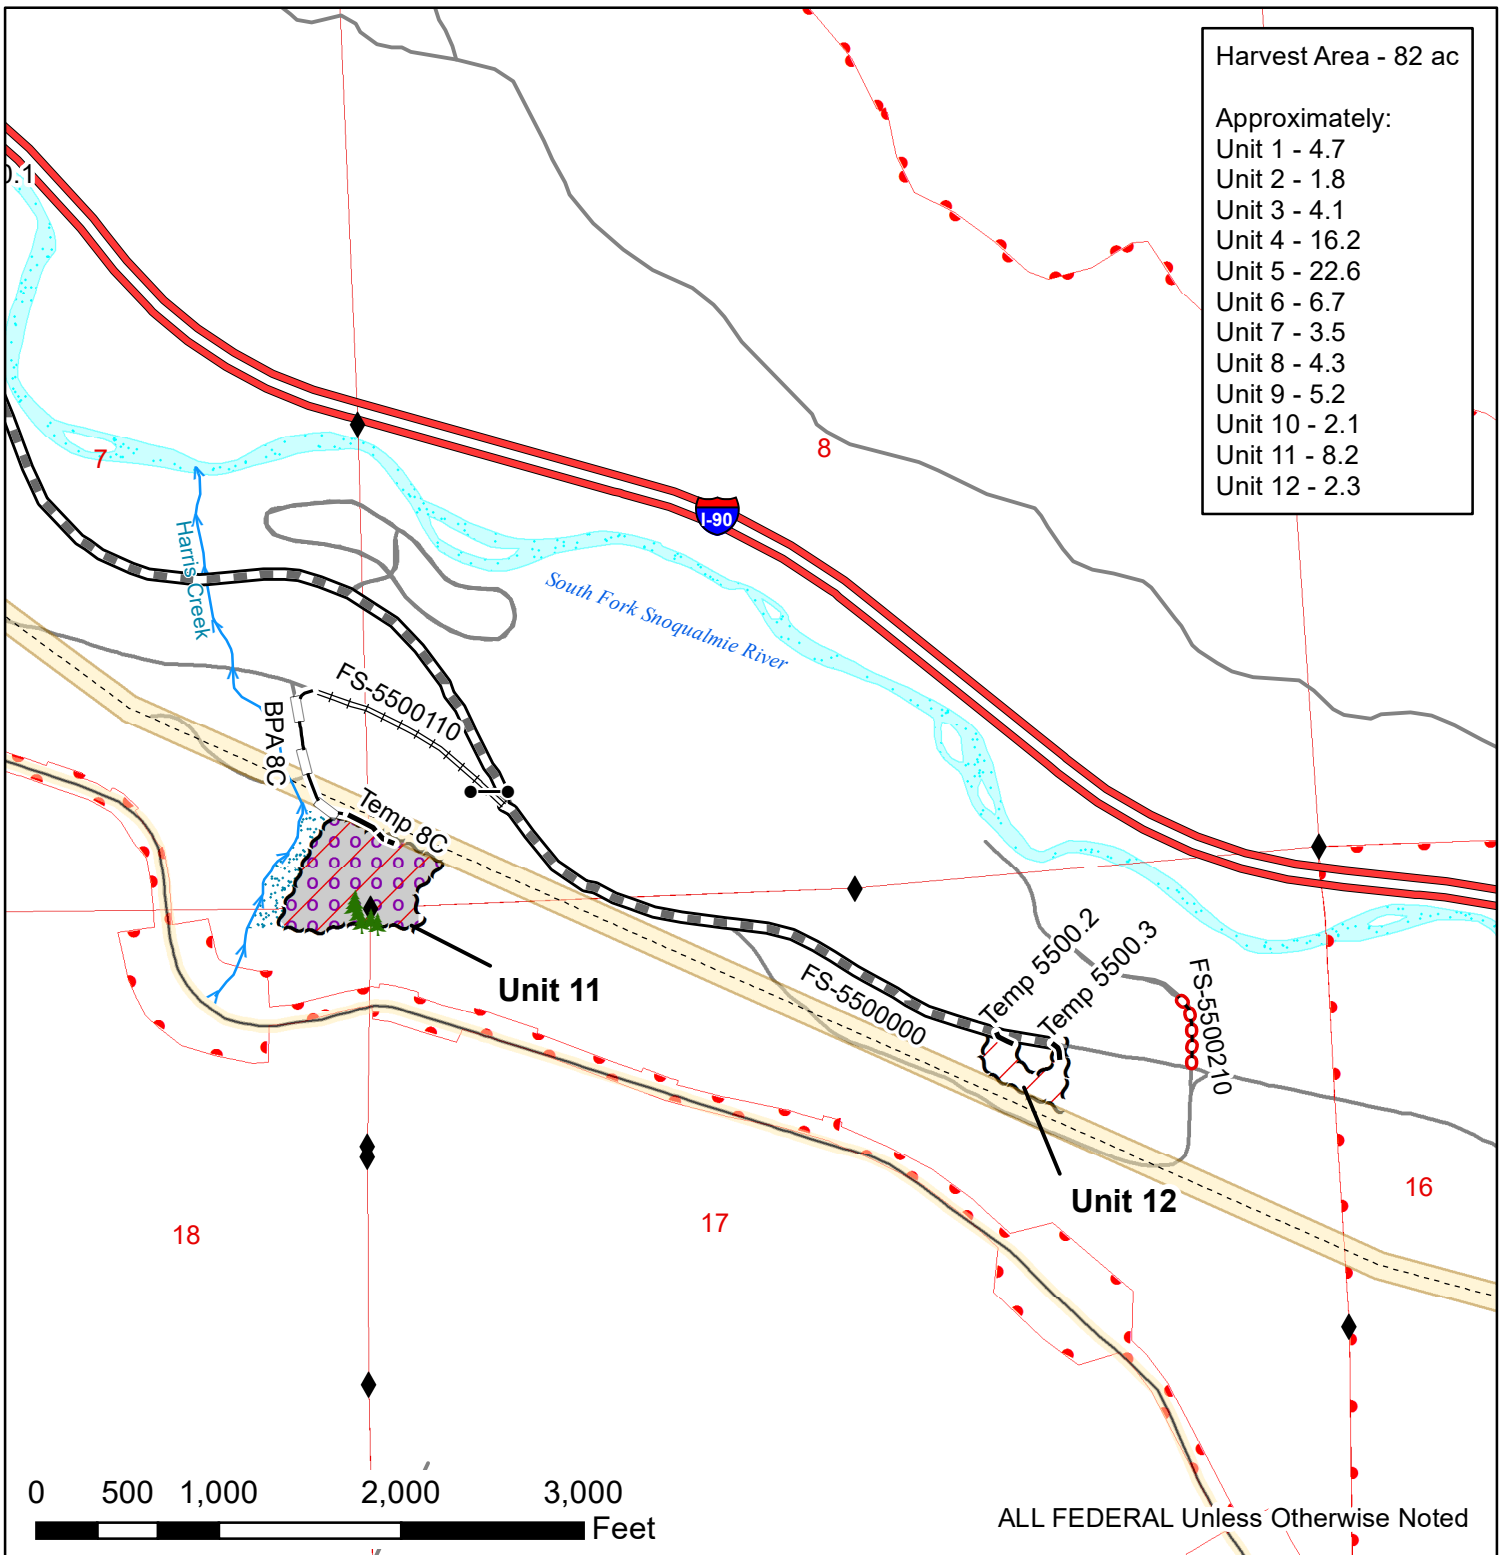 Harvest Area - 82 ac
Approximately:
Unit 1 - 4.7
Unit 2 - 1.8
Unit 3 - 4.1
Unit 4 - 16.2
Unit 5 - 22.6
Unit 6 - 6.7
Unit 7 - 3.5
Unit 8 - 4.3
Unit 9 - 5.2
Unit 10 - 2.1
Unit 11 - 8.2
Unit 12 - 2.3
0.1
7
8
I-90
Harris Creek
South Fork Snoqualmie River
FS-5500110
BPA-8C
Temp 8C
Unit 11
Temp 5500.2
Temp 5500.3
FS-5500000
FS-5500210
Unit 12
16
17
18
0 500 1,000 2,000 3,000
Feet
ALL FEDERAL Unless Otherwise Noted